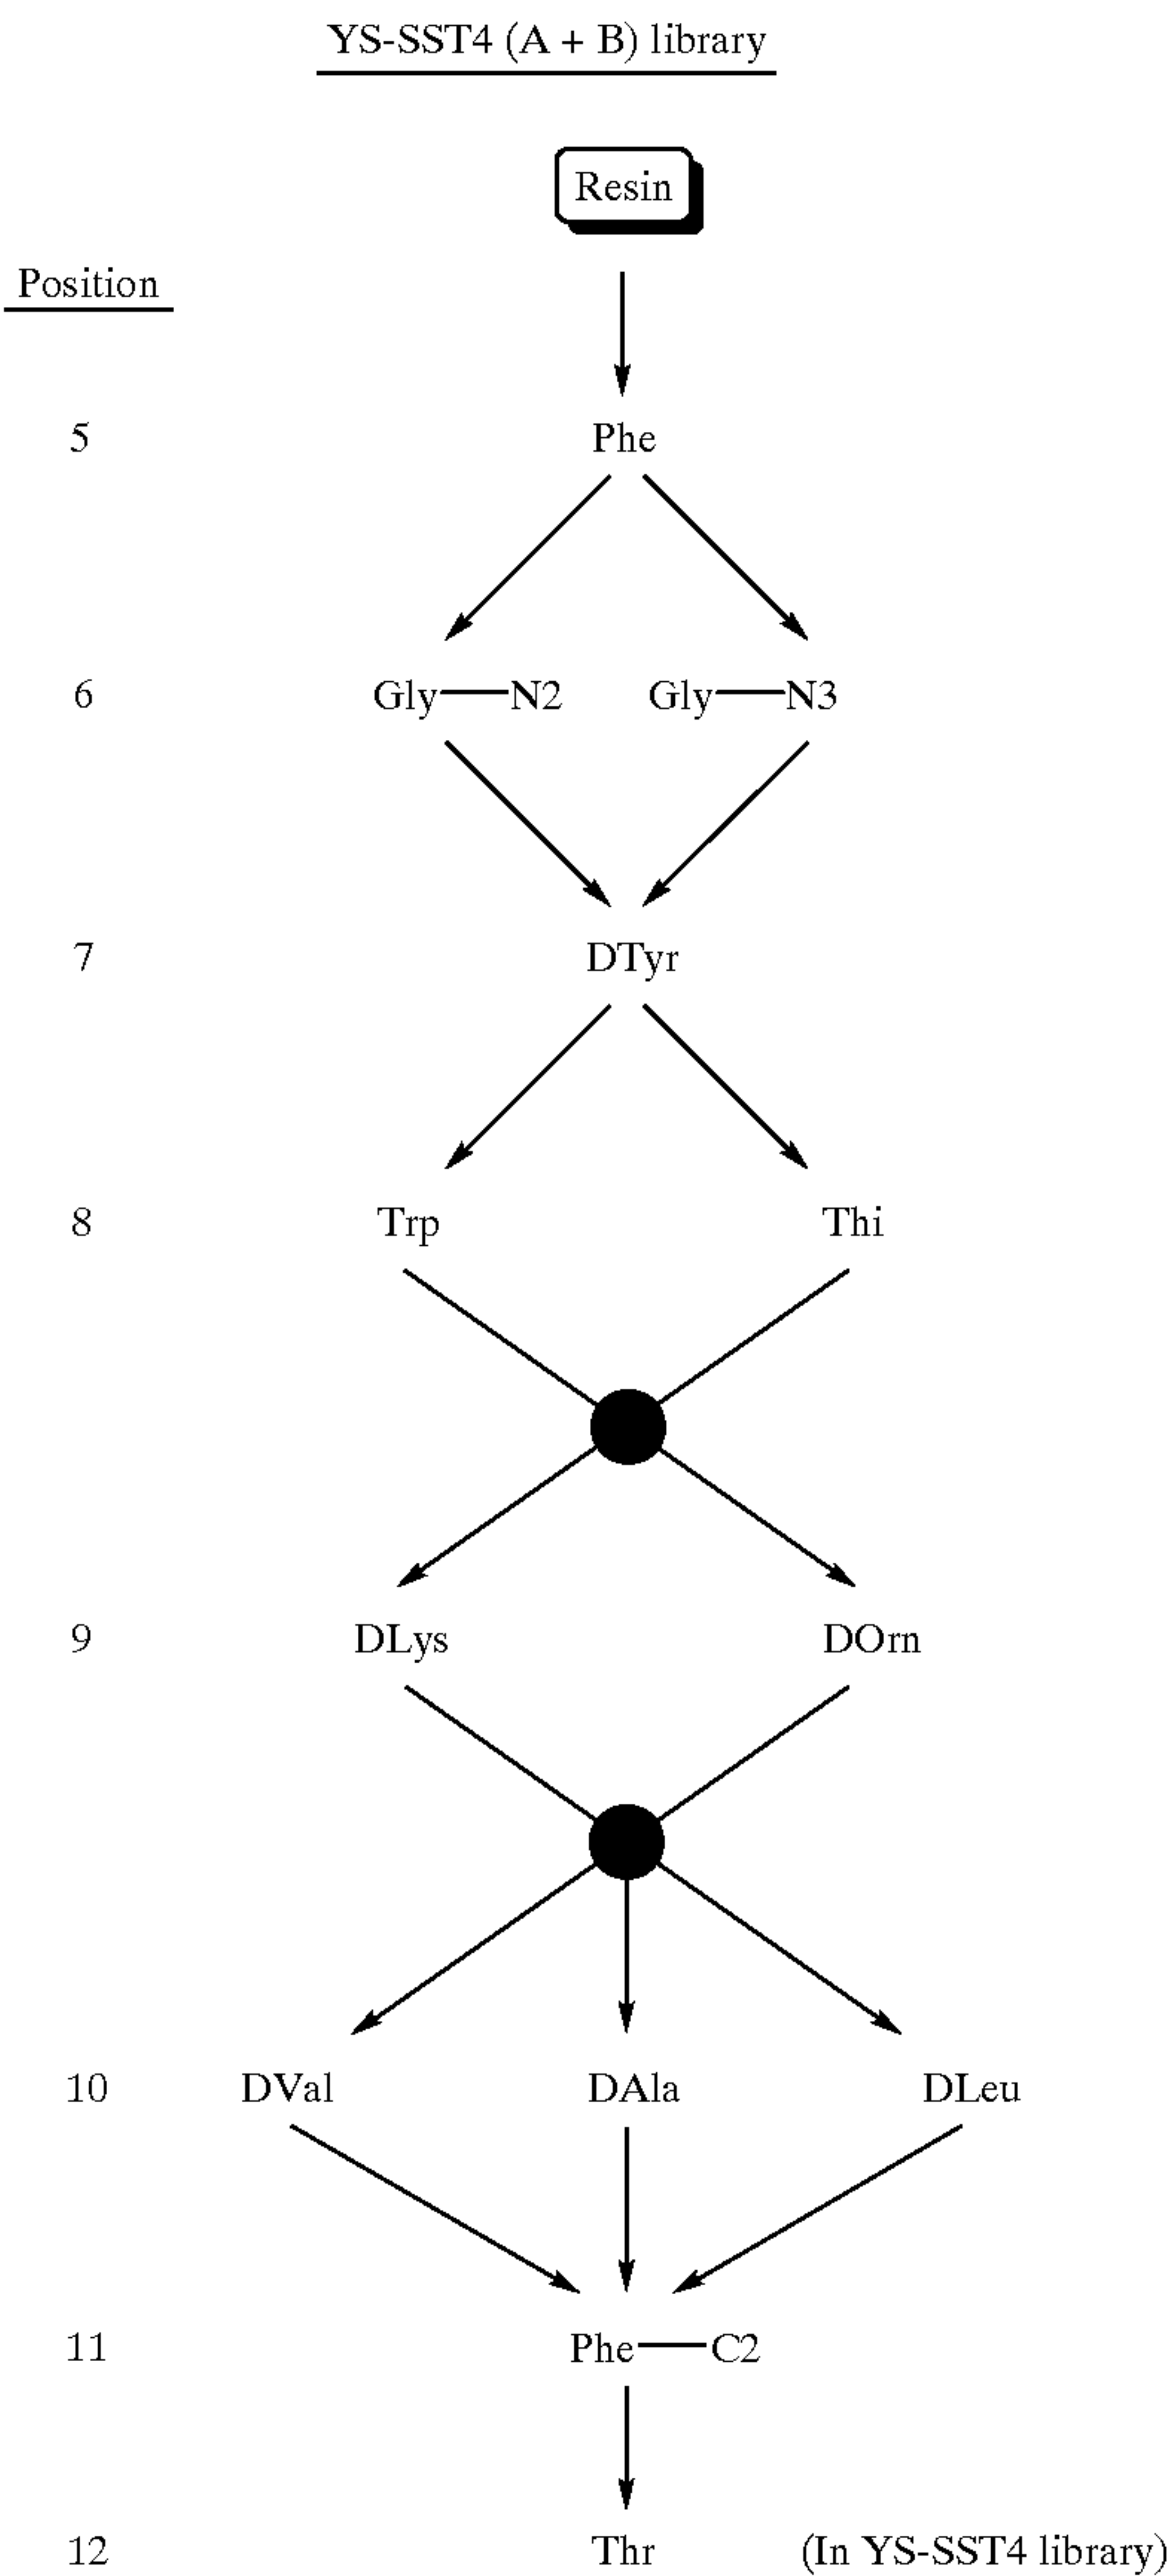 YS-SST4 (A + B) library
Resin
Position
5 Phe
6 Gly—N2 Gly—N3
7 DTyr
8 Trp Thi
9 DLys DOrn
10 DVal DAla DLeu
11 Phe—C2
12 Thr (In YS-SST4 library)